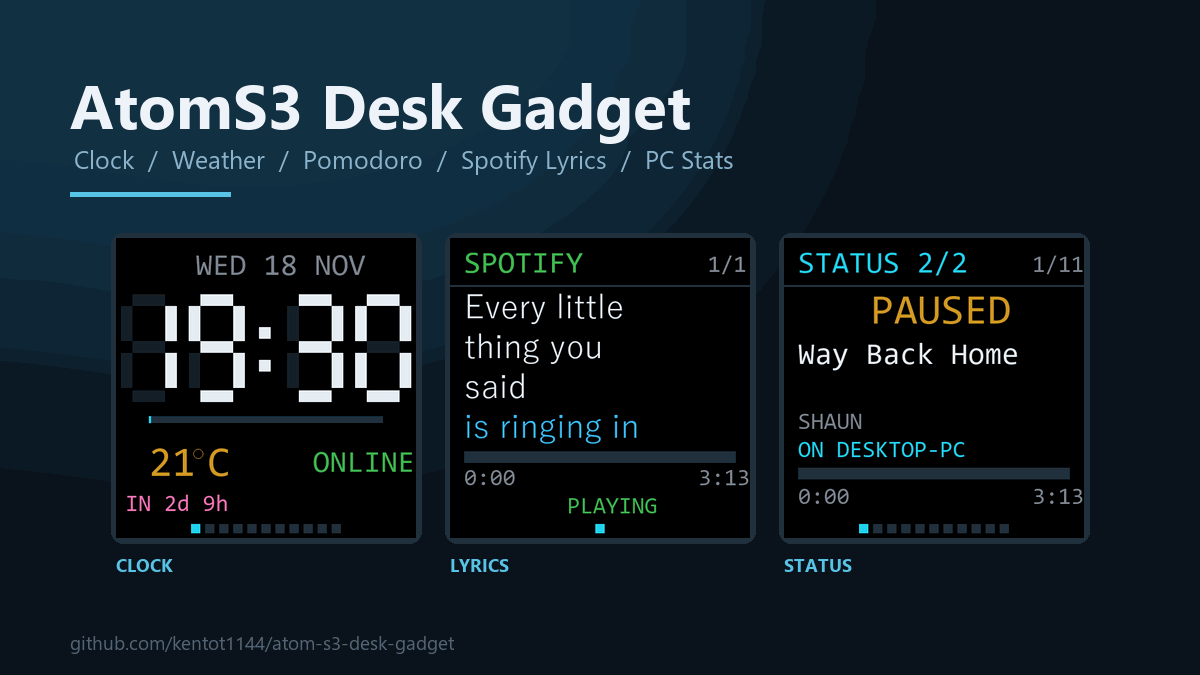 AtomS3 Desk Gadget
Clock / Weather / Pomodoro / Spotify Lyrics / PC Stats
WED 18 NOV
19:30
21°C
ONLINE
IN 2d 9h
CLOCK
SPOTIFY
1/1
Every little
thing you
said
is ringing in
0:00
3:13
PLAYING
LYRICS
STATUS 2/2
1/11
PAUSED
Way Back Home
SHAUN
ON DESKTOP-PC
0:00
3:13
STATUS
github.com/kentot1144/atom-s3-desk-gadget